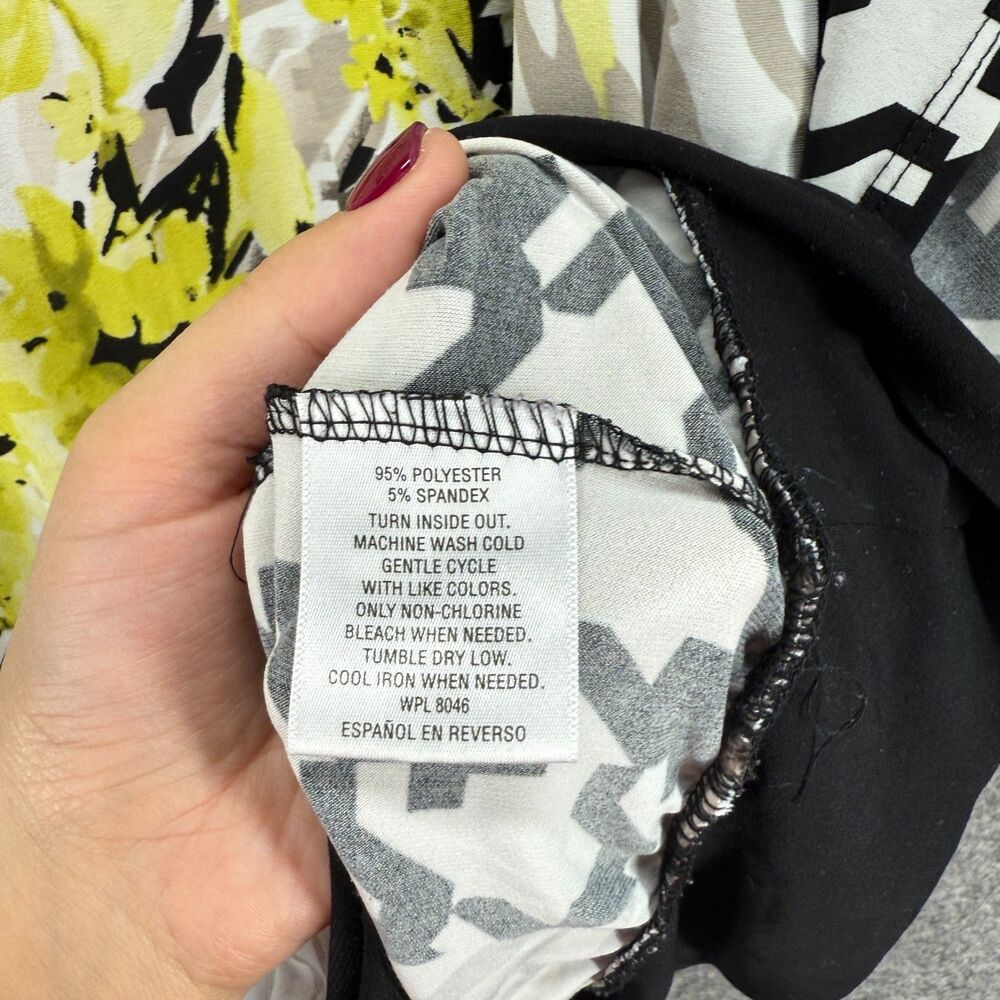 95% POLYESTER
5% SPANDEX
TURN INSIDE OUT.
MACHINE WASH COLD
GENTLE CYCLE
WITH LIKE COLORS.
ONLY NON-CHLORINE
BLEACH WHEN NEEDED.
TUMBLE DRY LOW.
COOL IRON WHEN NEEDED.
WPL 8046
ESPAÑOL EN REVERSO